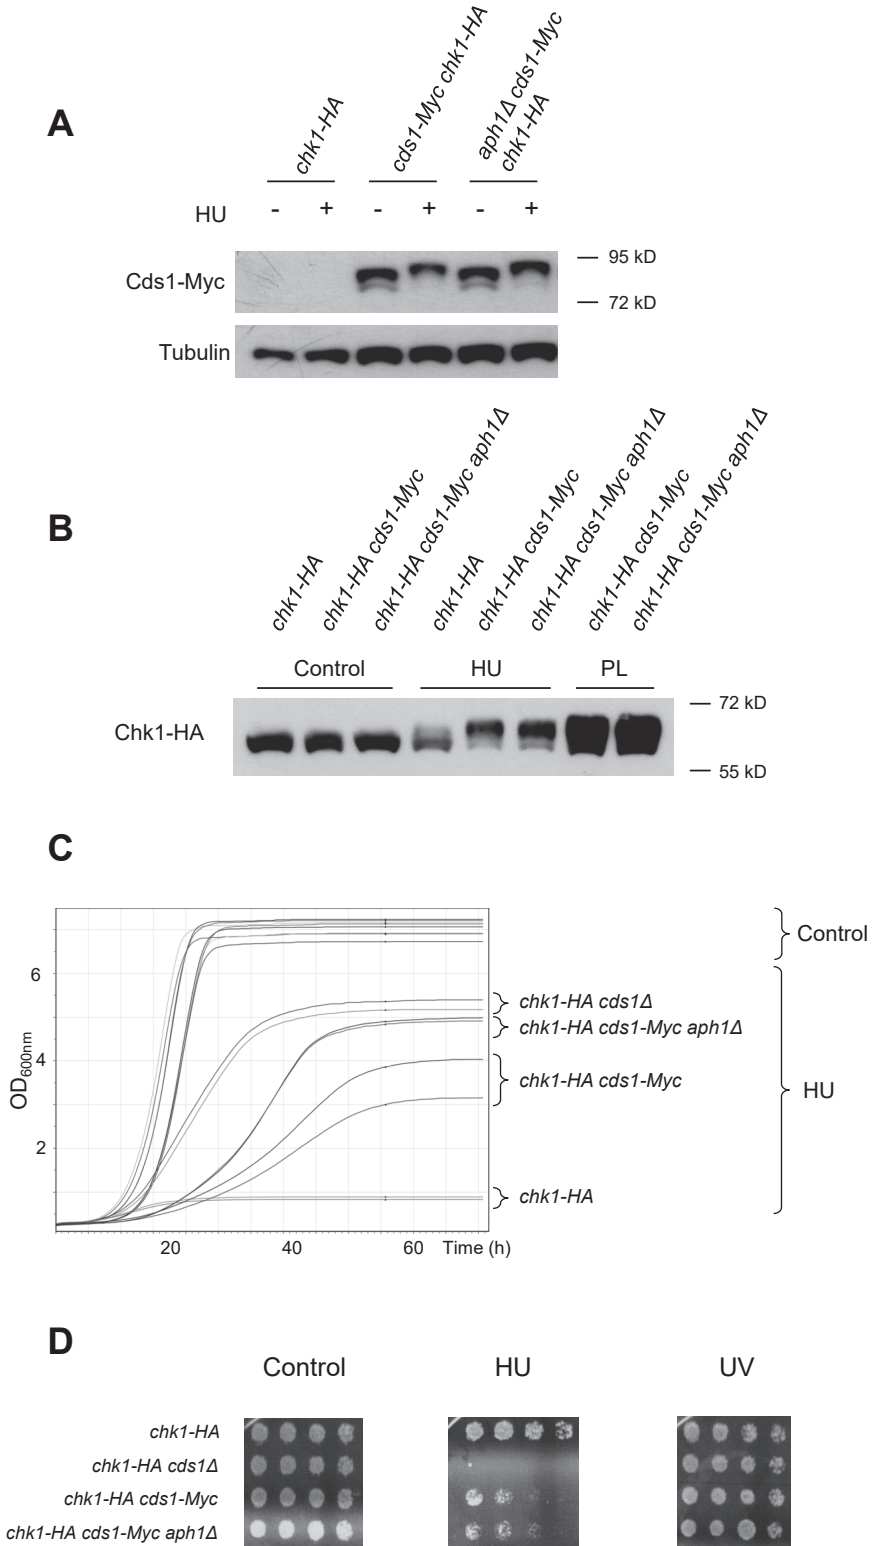 A
chk1-HA
cds1-Myc chk1-HA
aph1Δ cds1-Myc
chk1-HA
HU - + - + - +
Cds1-Myc
95 kD
72 kD
Tubulin
B
chk1-HA
chk1-HA cds1-Myc
chk1-HA cds1-Myc aph1Δ
chk1-HA
chk1-HA cds1-Myc
chk1-HA cds1-Myc aph1Δ
chk1-HA cds1-Myc
chk1-HA cds1-Myc aph1Δ
Control HU PL
Chk1-HA
72 kD
55 kD
C
OD600nm
6
4
2
20 40 60 Time (h)
Control
chk1-HA cds1Δ
chk1-HA cds1-Myc aph1Δ
chk1-HA cds1-Myc
HU
chk1-HA
D
Control HU UV
chk1-HA
chk1-HA cds1Δ
chk1-HA cds1-Myc
chk1-HA cds1-Myc aph1Δ